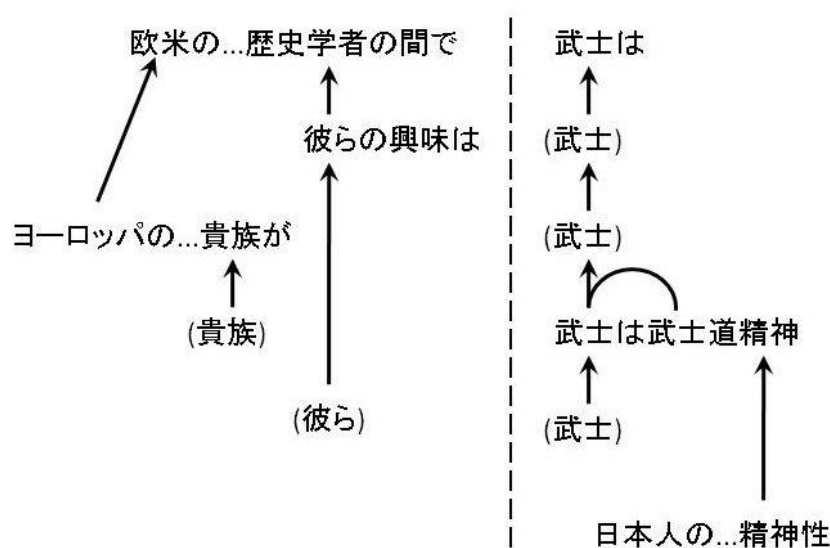 欧米の...歴史学者の間で 武士は
彼らの興味は (武士)
ヨーロッパの...貴族が (武士)
(貴族) 武士は武士道精神
(彼ら) (武士)
日本人の...精神性